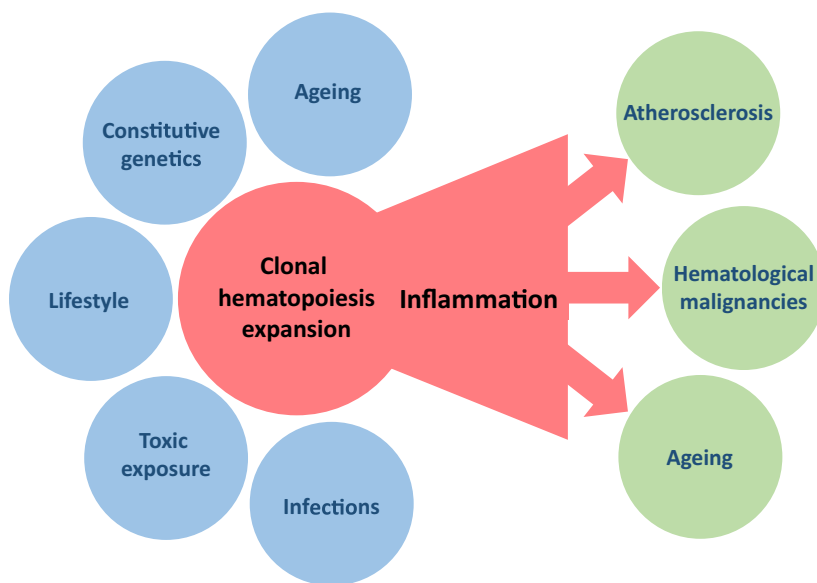 Ageing
Constitutive
genetics
Lifestyle
Toxic
exposure
Infections
Clonal
hematopoiesis
expansion
Inflammation
Atherosclerosis
Hematological
malignancies
Ageing